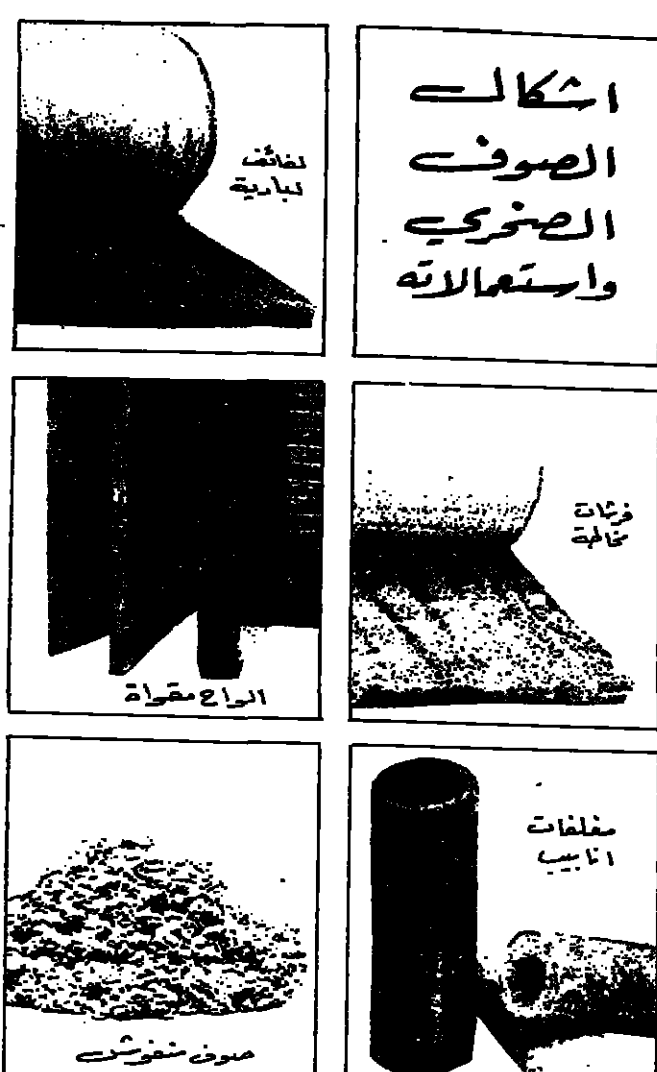 اشكال
الصوف
الصخري
واستعمالاته
لفائف
لبادية
فرشات
مخاطة
الواح مقواة
مغلفات
انابيب
صوف منفوش